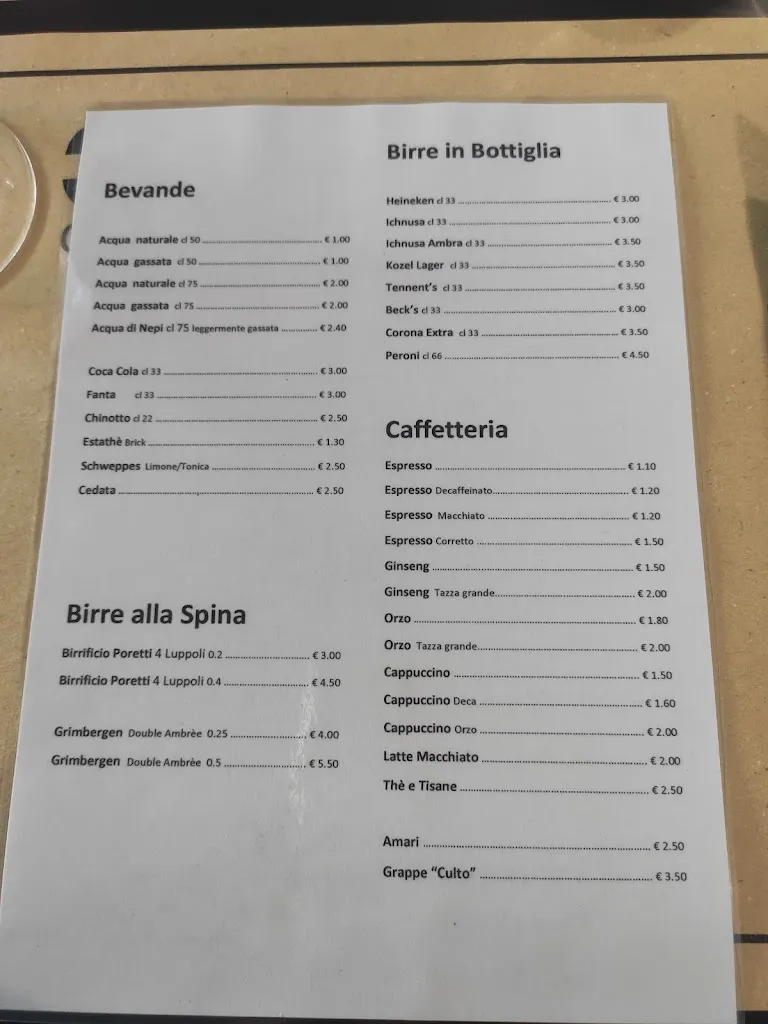 Bevande
Acqua naturale cl 50 ........ € 1.00
Acqua gassata cl 50 ........ € 1.00
Acqua naturale cl 75 ........ € 2.00
Acqua gassata cl 75 ........ € 2.00
Acqua di Nepi cl 75 leggermente gassata ........ € 2.40
Coca Cola cl 33 ........ € 3.00
Fanta cl 33 ........ € 3.00
Chinotto cl 22 ........ € 2.50
Estathè Brick ........ € 1.30
Schweppes Limone/Tonica ........ € 2.50
Cedata ........ € 2.50
Birre alla Spina
Birrificio Poretti 4 Luppoli 0.2 ........ € 3.00
Birrificio Poretti 4 Luppoli 0.4 ........ € 4.50
Grimbergen Double Ambrèe 0.25 ........ € 4.00
Grimbergen Double Ambrèe 0.5 ........ € 5.50
Birre in Bottiglia
Heineken cl 33 ........ € 3.00
Ichnusa cl 33 ........ € 3.00
Ichnusa Ambra cl 33 ........ € 3.50
Kozel Lager cl 33 ........ € 3.50
Tennent's cl 33 ........ € 3.50
Beck's cl 33 ........ € 3.00
Corona Extra cl 33 ........ € 3.50
Peroni cl 66 ........ € 4.50
Caffetteria
Espresso ........ € 1.10
Espresso Decaffeinato ........ € 1.20
Espresso Macchiato ........ € 1.20
Espresso Corretto ........ € 1.50
Ginseng ........ € 1.50
Ginseng Tazza grande ........ € 2.00
Orzo ........ € 1.80
Orzo Tazza grande ........ € 2.00
Cappuccino ........ € 1.50
Cappuccino Deca ........ € 1.60
Cappuccino Orzo ........ € 2.00
Latte Macchiato ........ € 2.00
Thè e Tisane ........ € 2.50
Amari ........ € 2.50
Grappe “Culto” ........ € 3.50